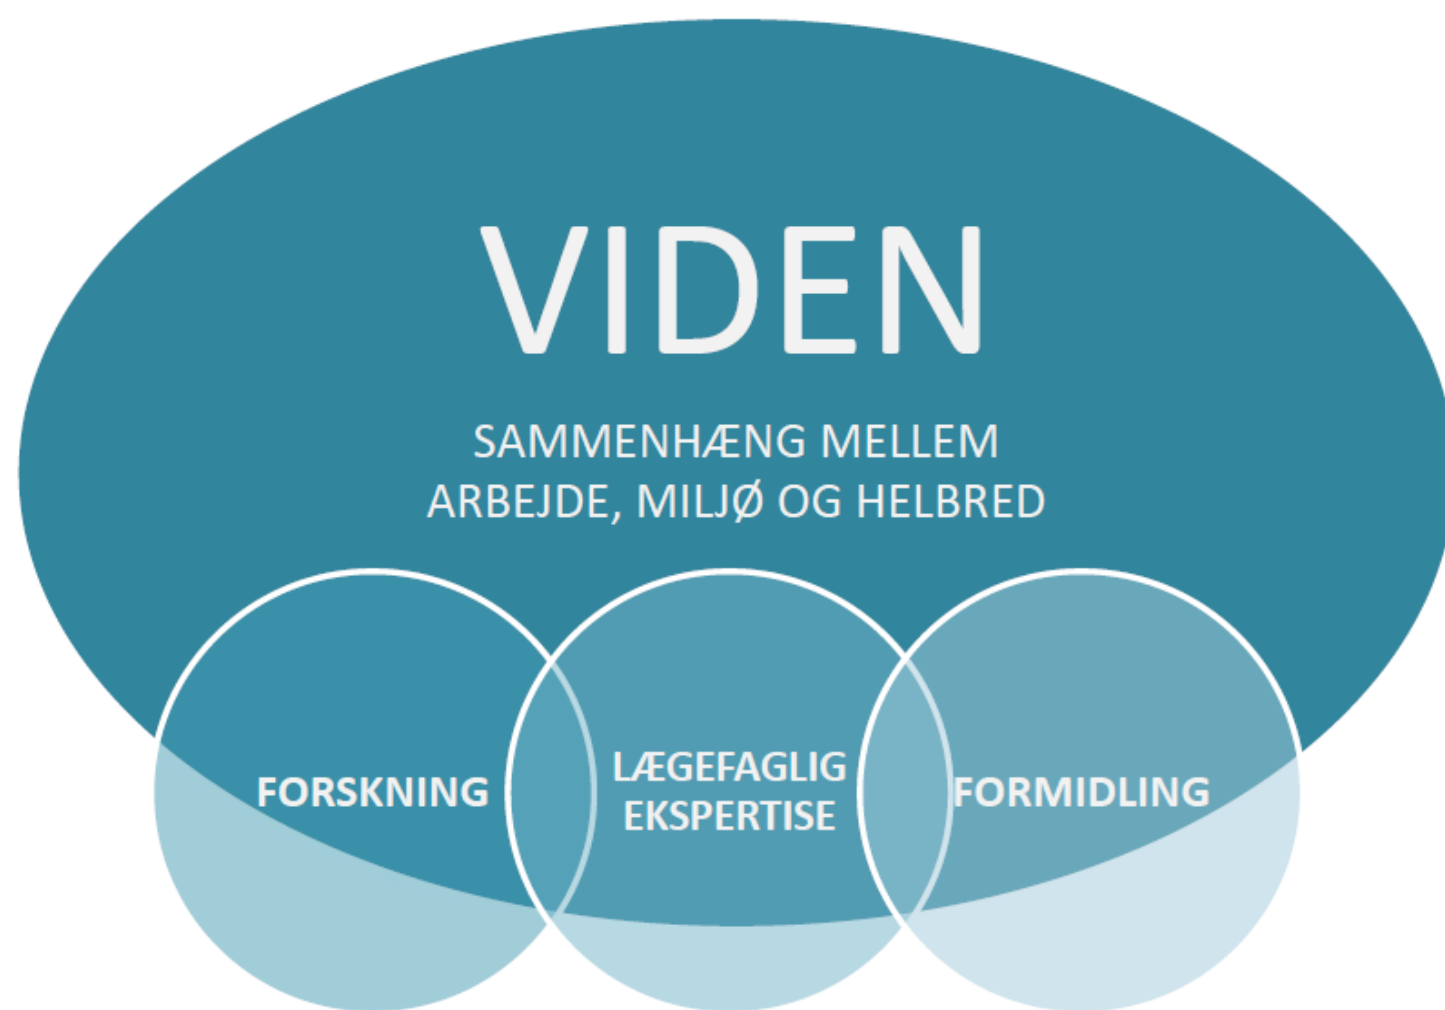 VIDEN
SAMMENHÆNG MELLEM
ARBEJDE, MILJØ OG HELBRED
FORSKNING
LÆGEFAGLIG
EKSPERTISE
FORMIDLING